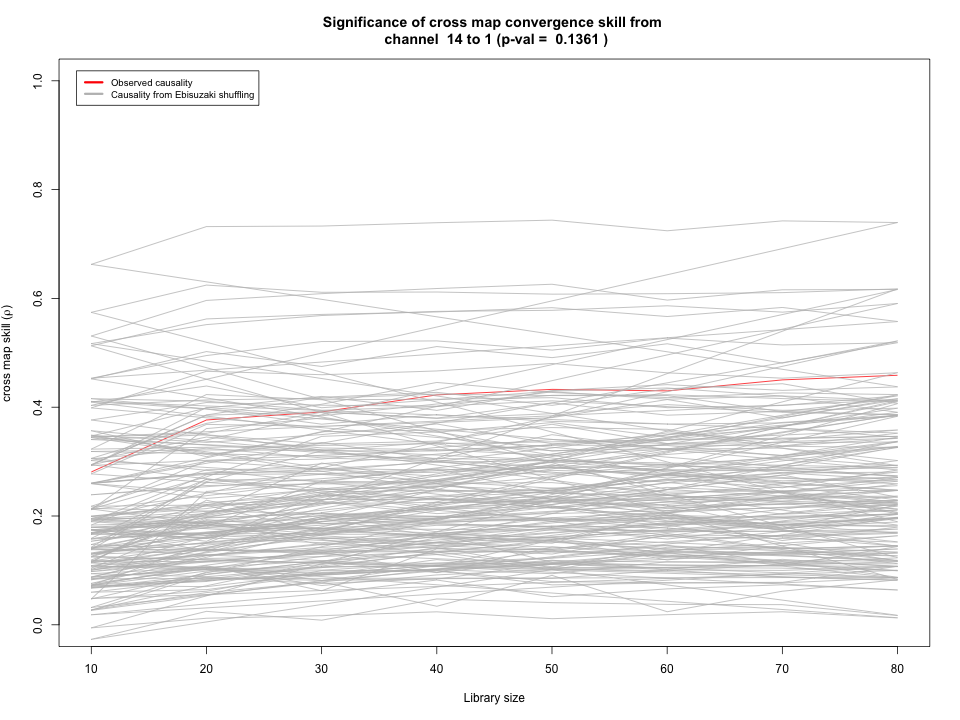 Significance of cross map convergence skill from
channel  14 to 1 (p-val =  0.1361 )
Observed causality
Causality from Ebisuzaki shuffling
1.0
0.8
0.6
0.4
0.2
0.0
cross map skill (ρ)
10 20 30 40 50 60 70 80
Library size